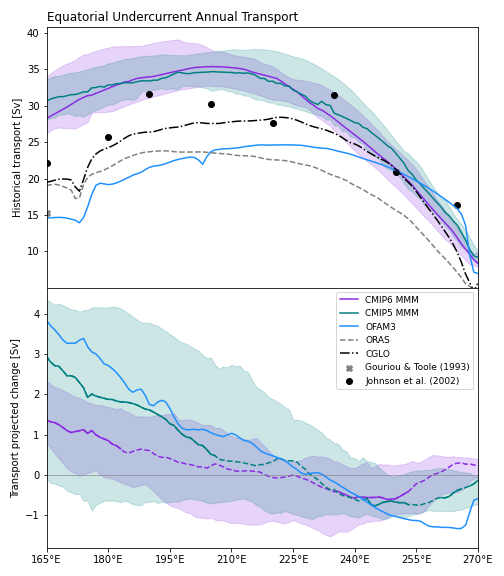 Equatorial Undercurrent Annual Transport
Historical transport [Sv]
40
35
30
25
20
15
10
Transport projected change [Sv]
4
3
2
1
0
−1
CMIP6 MMM
CMIP5 MMM
OFAM3
ORAS
CGLO
Gouriou & Toole (1993)
Johnson et al. (2002)
165°E 180°E 195°E 210°E 225°E 240°E 255°E 270°E